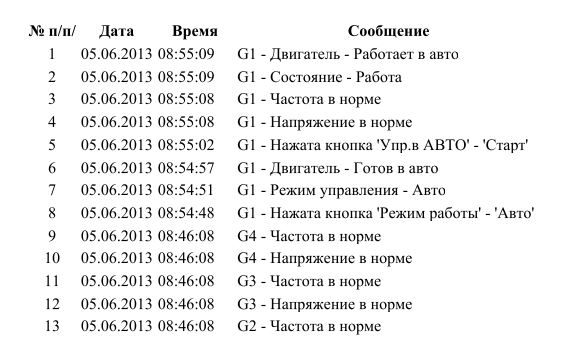 № п/п/ Дата Время Сообщение
1 05.06.2013 08:55:09 G1 - Двигатель - Работает в авто
2 05.06.2013 08:55:09 G1 - Состояние - Работа
3 05.06.2013 08:55:08 G1 - Частота в норме
4 05.06.2013 08:55:08 G1 - Напряжение в норме
5 05.06.2013 08:55:02 G1 - Нажата кнопка 'Упр.в АВТО' - 'Старт'
6 05.06.2013 08:54:57 G1 - Двигатель - Готов в авто
7 05.06.2013 08:54:51 G1 - Режим управления - Авто
8 05.06.2013 08:54:48 G1 - Нажата кнопка 'Режим работы' - 'Авто'
9 05.06.2013 08:46:08 G4 - Частота в норме
10 05.06.2013 08:46:08 G4 - Напряжение в норме
11 05.06.2013 08:46:08 G3 - Частота в норме
12 05.06.2013 08:46:08 G3 - Напряжение в норме
13 05.06.2013 08:46:08 G2 - Частота в норме